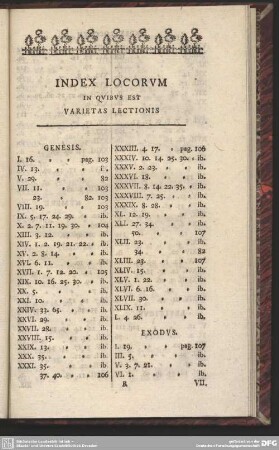 INDEX LOCORVM
IN QVIBVS EST
VARIETAS LECTIONIS
GENESIS.
I. 16. pag. 103
IV. 13.
V. 29. 82
VII. 11. 103
23. 82. 103
VIII. 19. 103
IX. 5. 17. 24. 29. ib.
X. 2. 7. 11. 19. 30. 104
XIII. 3. 12. ib.
XIV. 1. 2. 19. 21. 22. ib.
XV. 2. 8. 14. ib.
XVI. 6. 11. ib.
XVII. 1. 7. 12. 20. 125
XIX. 10. 16. 25. 30. ib.
XX. 5. ib.
XXI. 10. ib.
XXIV. 33. 65. ib.
XXVI. 29. ib.
XXVII. 28. ib.
XXVIII. 15. ib.
XXIX. 13. ib.
XXX. 35. ib.
XXXI. 35. ib.
37. 40. 106
XXXIII. 4. 17. pag. 106
XXXIV. 10. 14. 25. 30. ib.
XXXV. 2. 23. ib.
XXXVI. 18. ib.
XXXVII. 8. 14. 22. 35. ib.
XXXVIII. 7. 25. ib.
XXXIX. 8. 28. ib.
XL. 12. 19. ib.
XLI. 27. 34. ib.
50. 107
XLII. 23. ib.
34. 82
XLIII. 23. 107
XLIV. 15. ib.
XLV. 1. 22. ib.
XLVI. 6. 16. ib.
XLVII. 30. ib.
XLIX. 11. ib.
L. 4. 26. ib.
EXODVS.
I. 19. pag. 107
III. 5. ib.
V. 3. 7. 21. ib.
VI. 1. ib.
B VII,